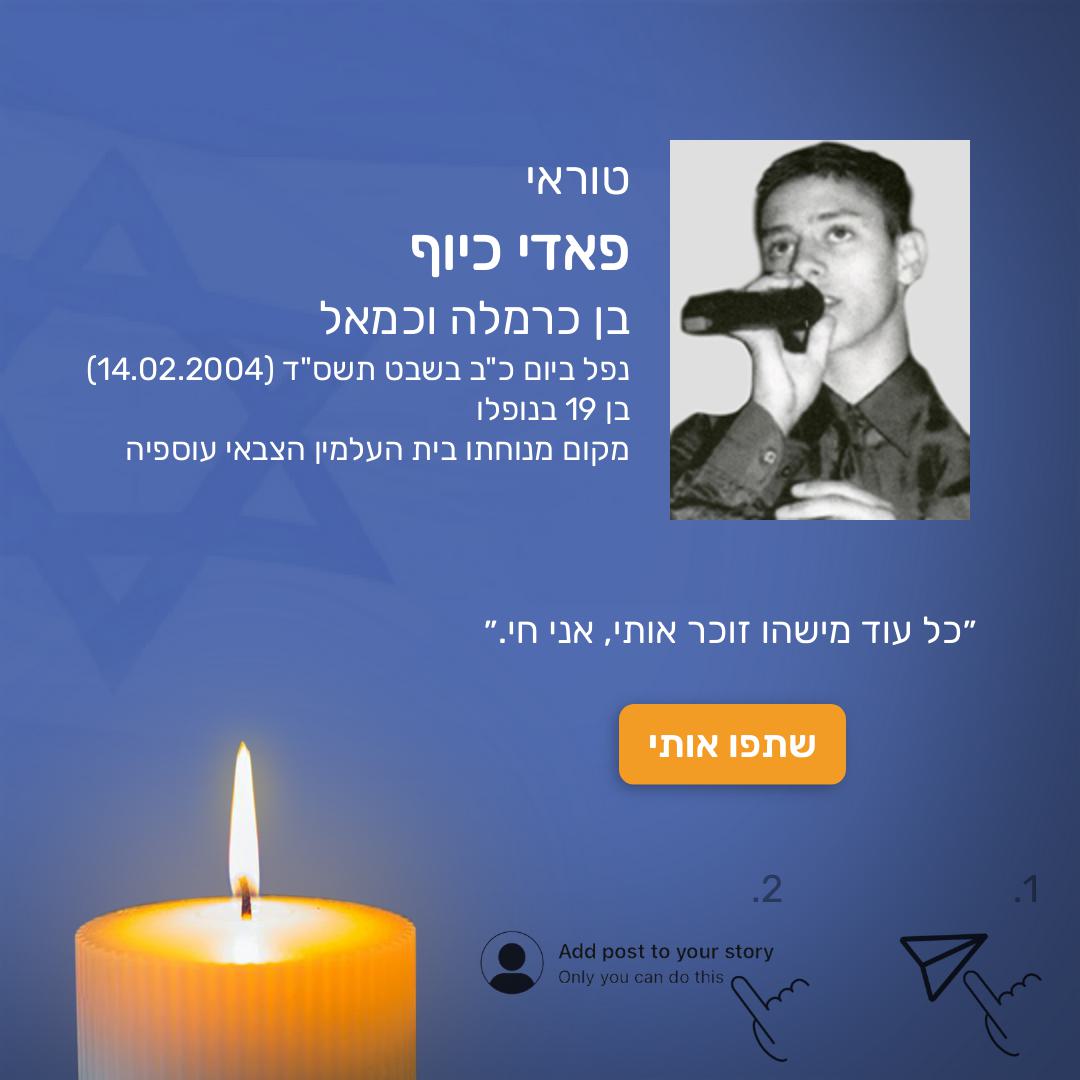 טוראי
פאדי כיוף
בן כרמלה וכמאל
נפל ביום כ"ב בשבט תשס"ד (14.02.2004)
בן 19 בנופלו
מקום מנוחתו בית העלמין הצבאי עוספיה
״כל עוד מישהו זוכר אותי, אני חי.״
שתפו אותי
.1
.2
Add post to your story
Only you can do this